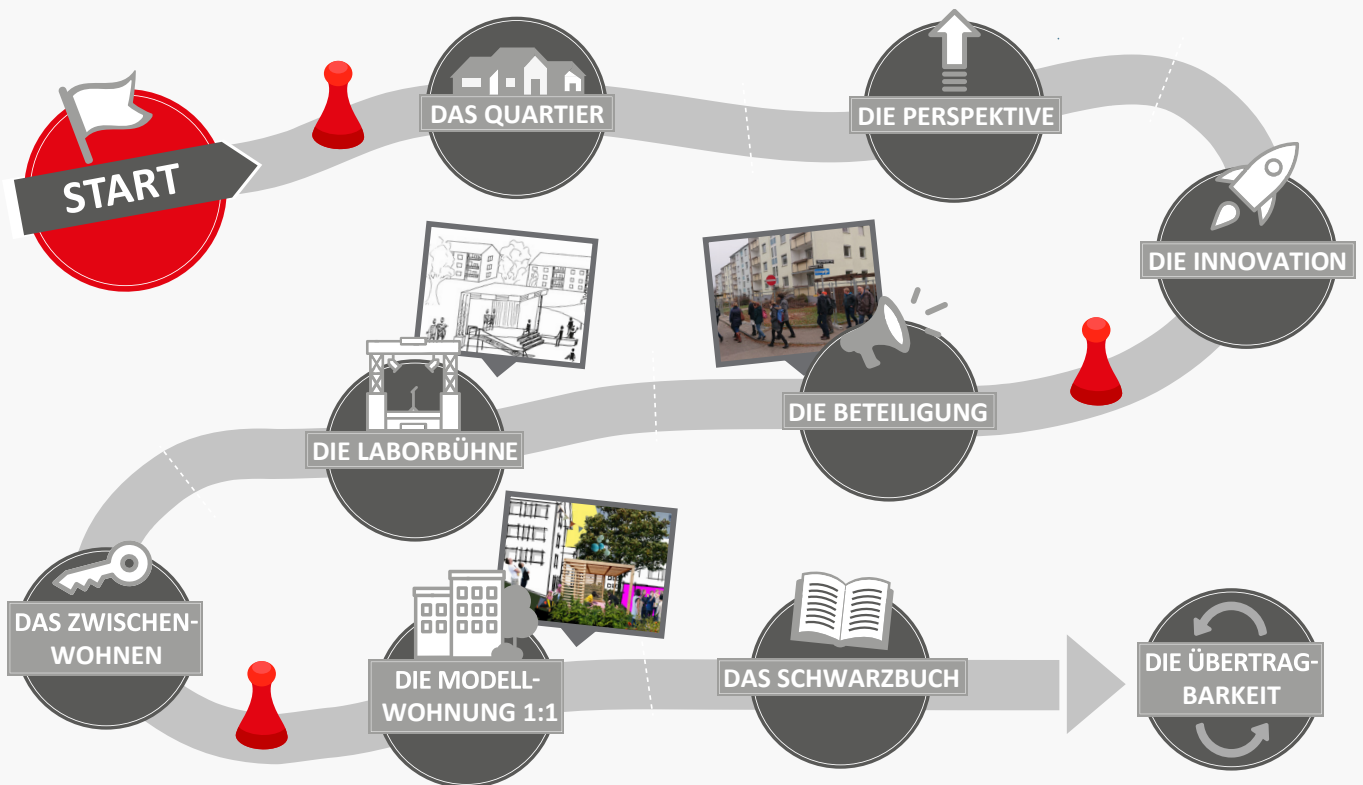 START
DAS QUARTIER
DIE PERSPEKTIVE
DIE INNOVATION
DIE BETEILIGUNG
DIE LABORBÜHNE
DAS ZWISCHEN-
WOHNEN
DIE MODELL-
WOHNUNG 1:1
DAS SCHWARZBUCH
DIE ÜBERTRAG-
BARKEIT